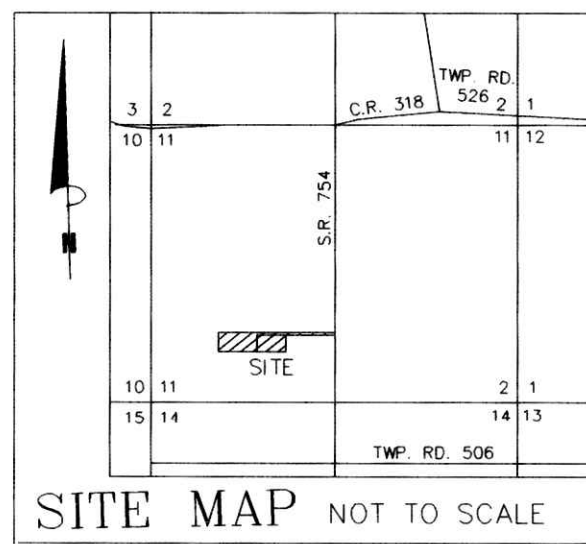 TWP. RD.
526
C.R. 318
3 2
2 1
10 11
11 12
S.R. 754
N
SITE
10 11
2 1
15 14
14 13
TWP. RD. 506
SITE MAP NOT TO SCALE